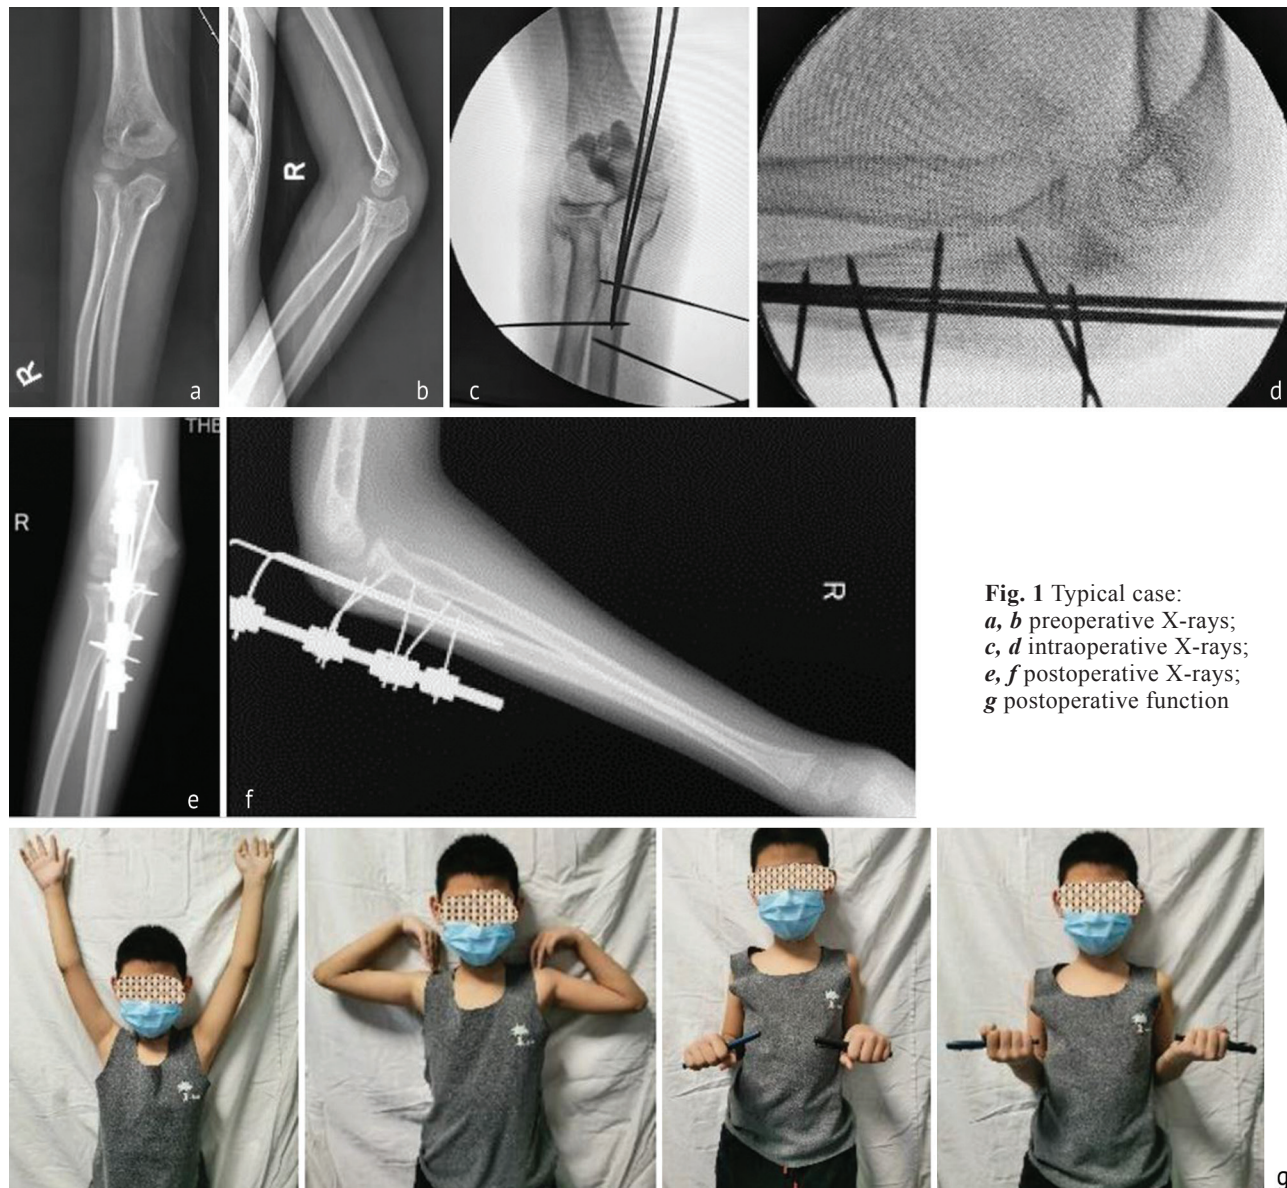 R
a
R
b
c
d
R
THE
e
f
R
Fig. 1 Typical case:
a, b preoperative X-rays;
c, d intraoperative X-rays;
e, f postoperative X-rays;
g postoperative function
g